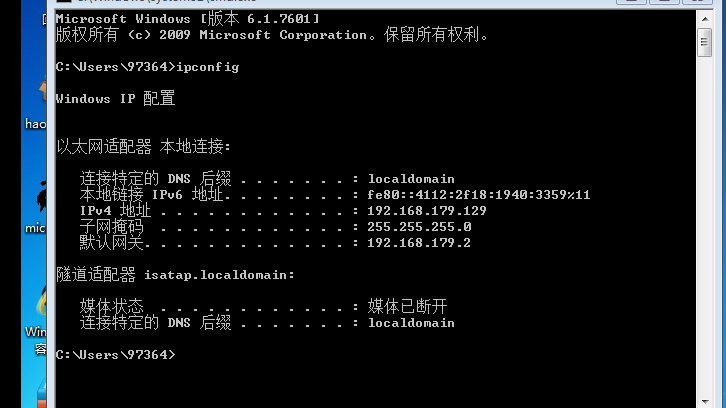 Microsoft Windows [版本 6.1.7601]
版权所有 (c) 2009 Microsoft Corporation。保留所有权利。
C:\Users\97364>ipconfig
Windows IP 配置
以太网适配器 本地连接:
连接特定的 DNS 后缀 . . . . . . . : localdomain
本地链接 IPv6 地址. . . . . . . . : fe80::4112:2f18:1940:3359%11
IPv4 地址 . . . . . . . . . . . . : 192.168.179.129
子网掩码 . . . . . . . . . . . . : 255.255.255.0
默认网关. . . . . . . . . . . . . : 192.168.179.2
隧道适配器 isatap.localdomain:
媒体状态 . . . . . . . . . . . . : 媒体已断开
连接特定的 DNS 后缀 . . . . . . . : localdomain
C:\Users\97364>
hao
mic
Win
客